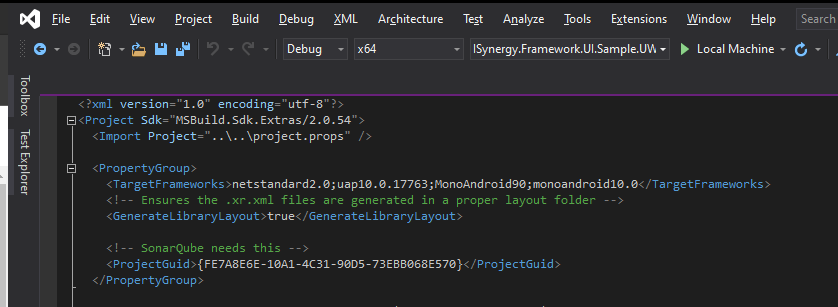 File Edit View Project Build Debug XML Architecture Test Analyze Tools Extensions Window Help Search
Debug x64 ISynergy.Framework.UI.Sample.UW Local Machine
Toolbox
Test Explorer
<?xml version="1.0" encoding="utf-8"?>
<Project Sdk="MSBuild.Sdk.Extras/2.0.54">
<Import Project="..\..\project.props" />
<PropertyGroup>
<TargetFrameworks>netstandard2.0;uap10.0.17763;MonoAndroid90;monoandroid10.0</TargetFrameworks>
<!-- Ensures the .xr.xml files are generated in a proper layout folder -->
<GenerateLibraryLayout>true</GenerateLibraryLayout>
<!-- SonarQube needs this -->
<ProjectGuid>{FE7A8E6E-10A1-4C31-90D5-73EBB068E570}</ProjectGuid>
</PropertyGroup>